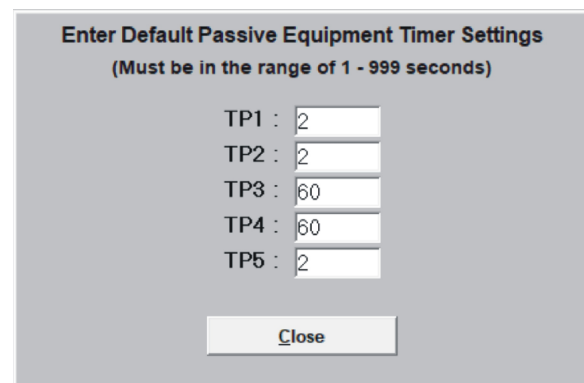 Enter Default Passive Equipment Timer Settings
(Must be in the range of 1 - 999 seconds)
TP1 : 2
TP2 : 2
TP3 : 60
TP4 : 60
TP5 : 2
Close